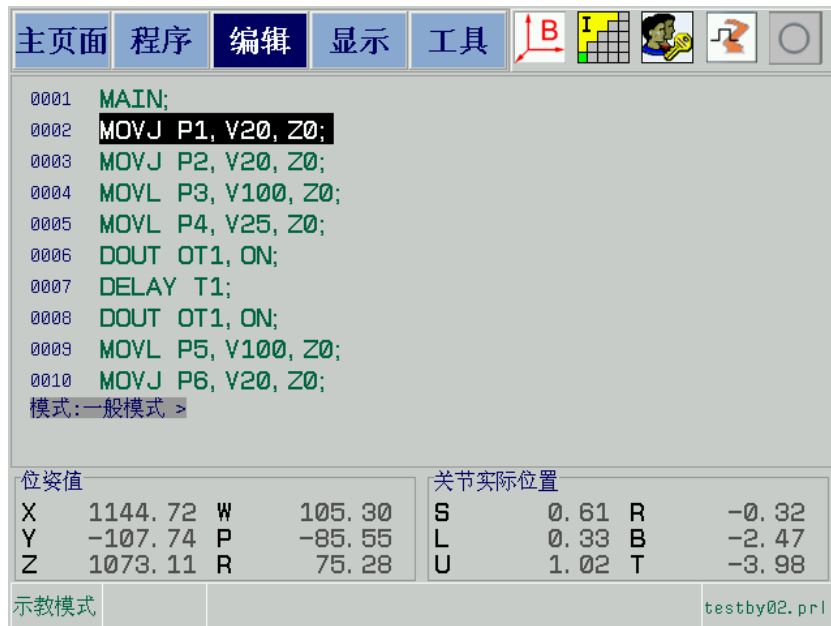 主页面 程序 编辑 显示 工具 B I
0001 MAIN;
0002 MOVJ P1, V20, Z0;
0003 MOVJ P2, V20, Z0;
0004 MOVL P3, V100, Z0;
0005 MOVL P4, V25, Z0;
0006 DOUT OT1, ON;
0007 DELAY T1;
0008 DOUT OT1, ON;
0009 MOVL P5, V100, Z0;
0010 MOVJ P6, V20, Z0;
模式:一般模式 >
位姿值 关节实际位置
X 1144.72 W 105.30 S 0.61 R -0.32
Y -107.74 P -85.55 L 0.33 B -2.47
Z 1073.11 R 75.28 U 1.02 T -3.98
示教模式 testby02.prl